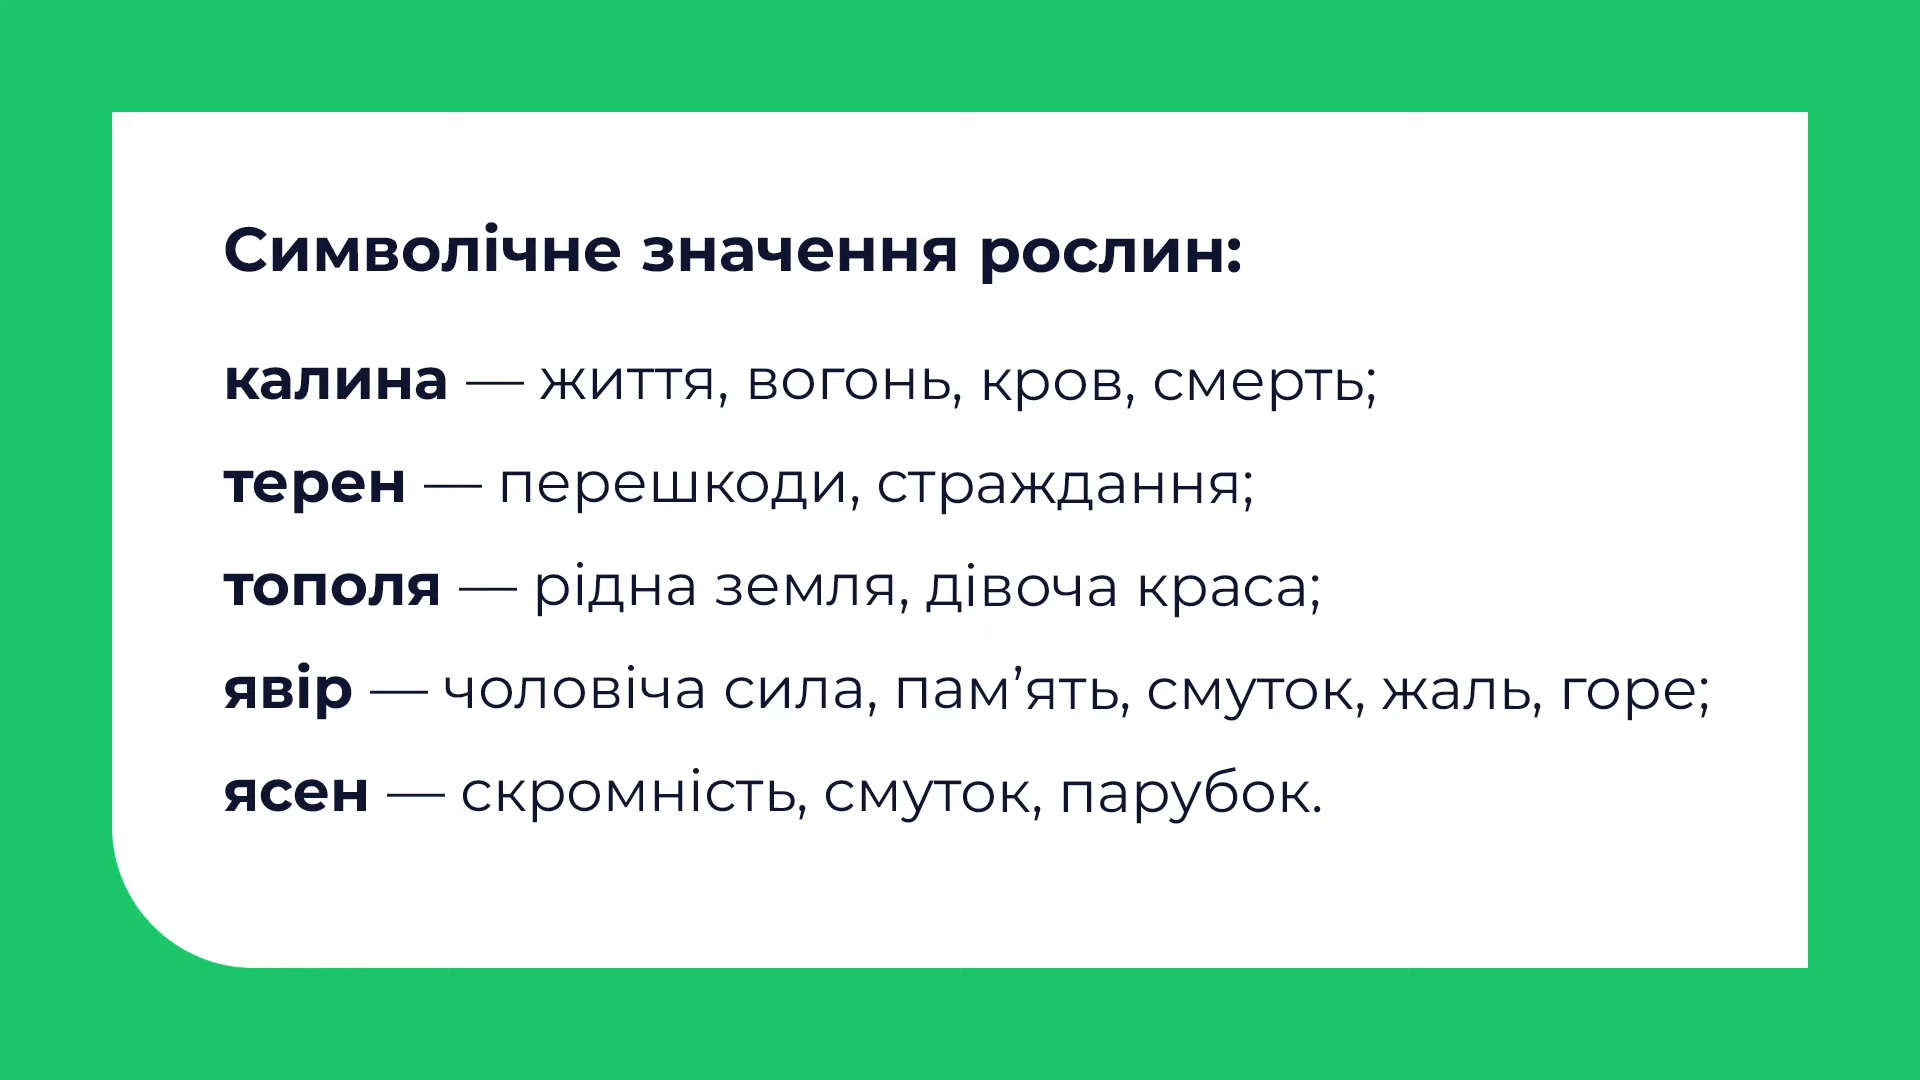 Символічне значення рослин:
калина — життя, вогонь, кров, смерть;
терен — перешкоди, страждання;
тополя — рідна земля, дівоча краса;
явір — чоловіча сила, пам’ять, смуток, жаль, горе;
ясен — скромність, смуток, парубок.